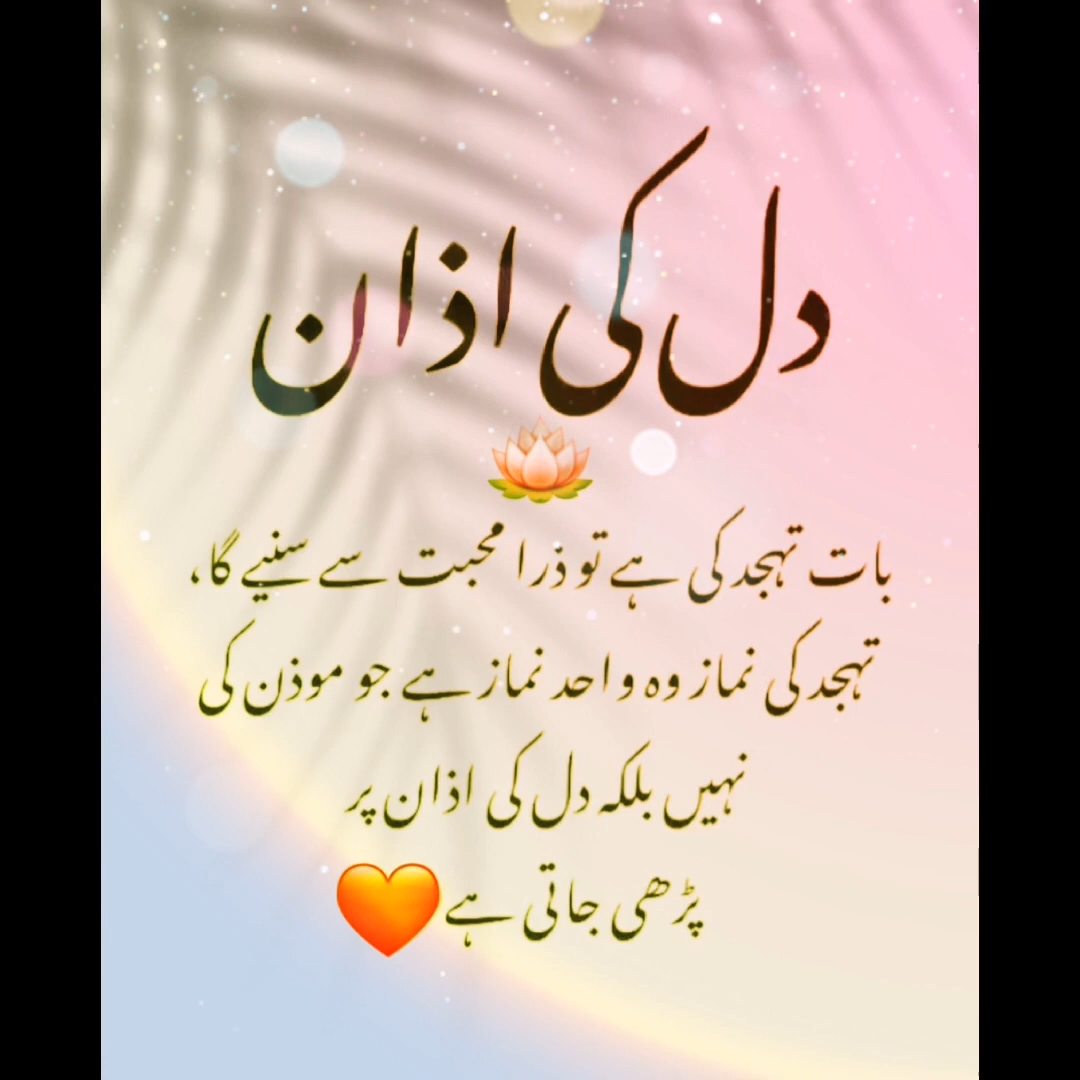 دل کی اذان
بات تہجد کی ہے تو ذرا محبت سے سنیے گا،
تہجد کی نماز وہ واحد نماز ہے جو موذن کی
نہیں بلکہ دل کی اذان پر
پڑھی جاتی ہے